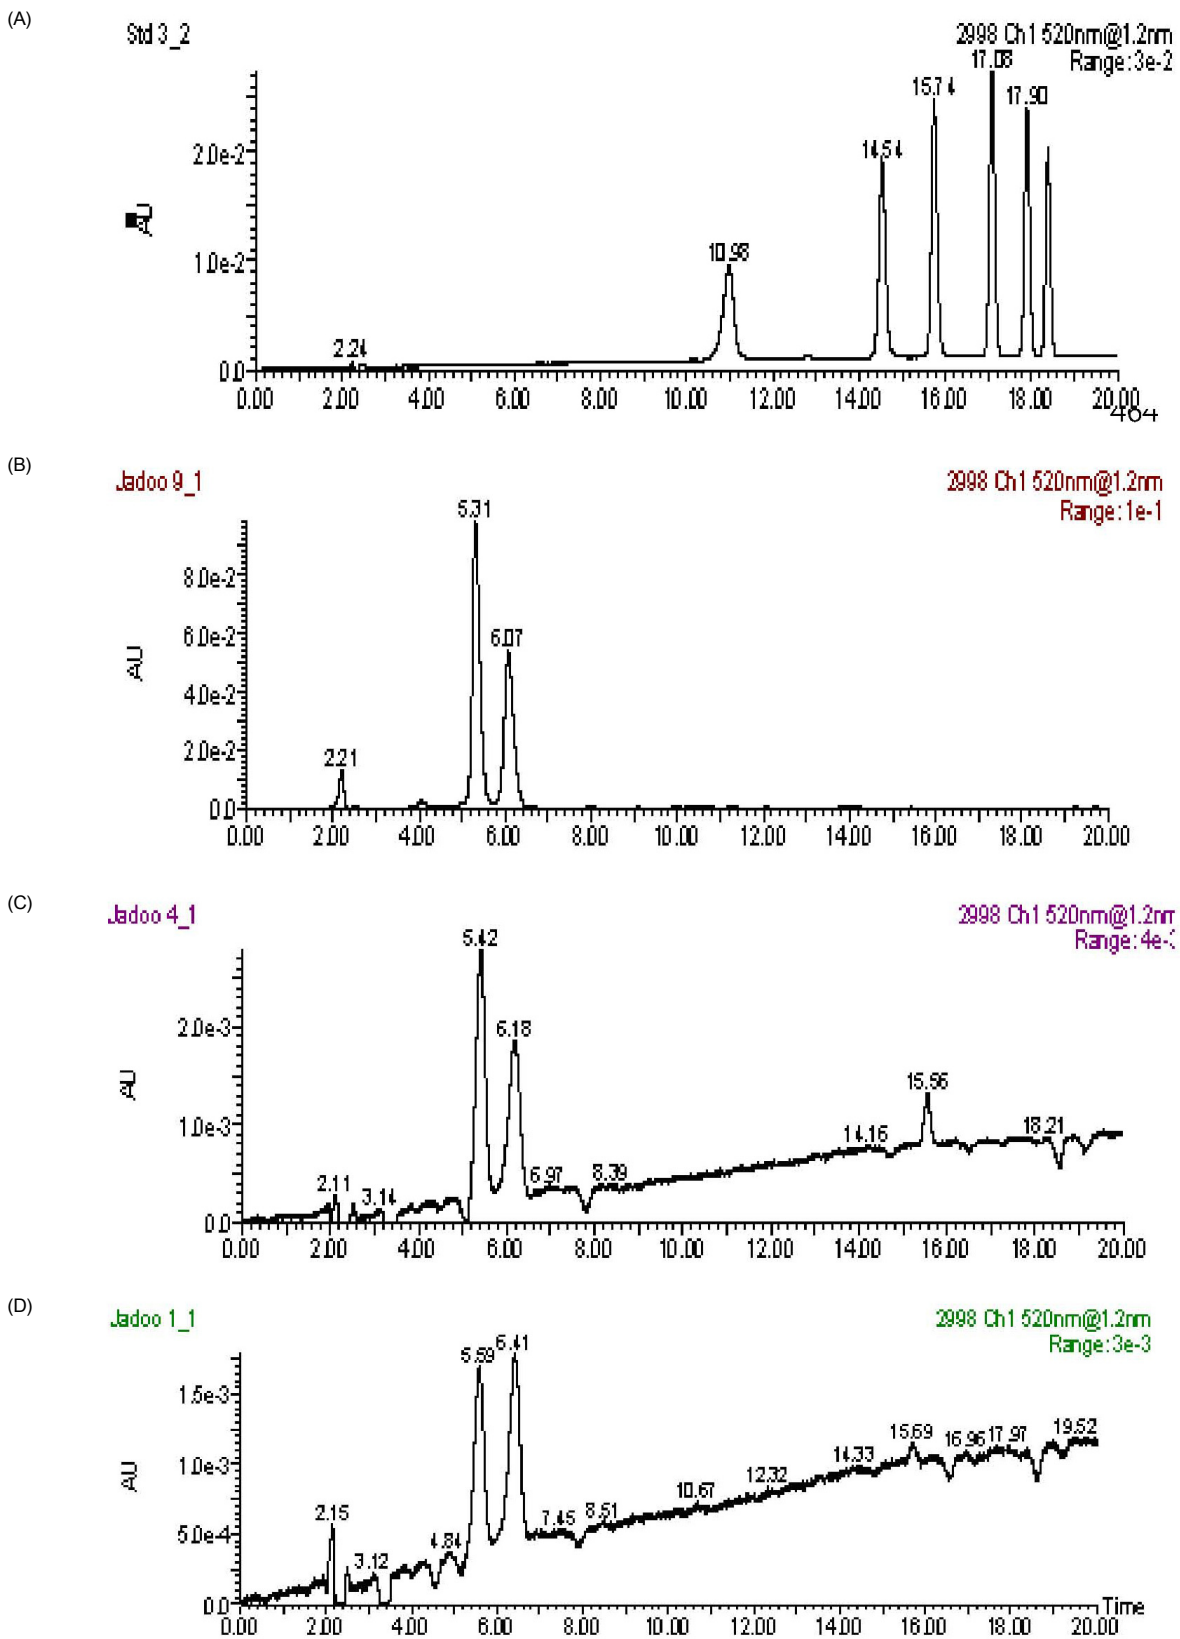 (A)
Std 3_2
2998 Ch1 520nm@1.2nm
Range: 3e-2
17.08
15.74
17.90
14.54
2.0e-2
AU
10.98
1.0e-2
2.24
0.0
0.00 2.00 4.00 6.00 8.00 10.00 12.00 14.00 16.00 18.00 20.00
464
(B)
Jadoo 9_1
2998 Ch1 520nm@1.2nm
Range: 1e-1
5.31
8.0e-2
6.07
6.0e-2
AU
4.0e-2
2.21
2.0e-2
0.0
0.00 2.00 4.00 6.00 8.00 10.00 12.00 14.00 16.00 18.00 20.00
(C)
Jadoo 4_1
2998 Ch1 520nm@1.2nm
Range: 4e-
5.42
2.0e-3
6.18
AU
15.56
1.0e-3
14.16
18.21
6.97 8.39
2.11
3.14
0.0
0.00 2.00 4.00 6.00 8.00 10.00 12.00 14.00 16.00 18.00 20.00
(D)
Jadoo 1_1
2998 Ch1 520nm@1.2nm
Range: 3e-3
5.59 6.41
1.5e-3
15.69 16.96 17.97 19.52
14.33
1.0e-3
AU
12.32
10.67
2.15
8.51
7.45
5.0e-4
4.84
3.12
0.0
Time
0.00 2.00 4.00 6.00 8.00 10.00 12.00 14.00 16.00 18.00 20.00